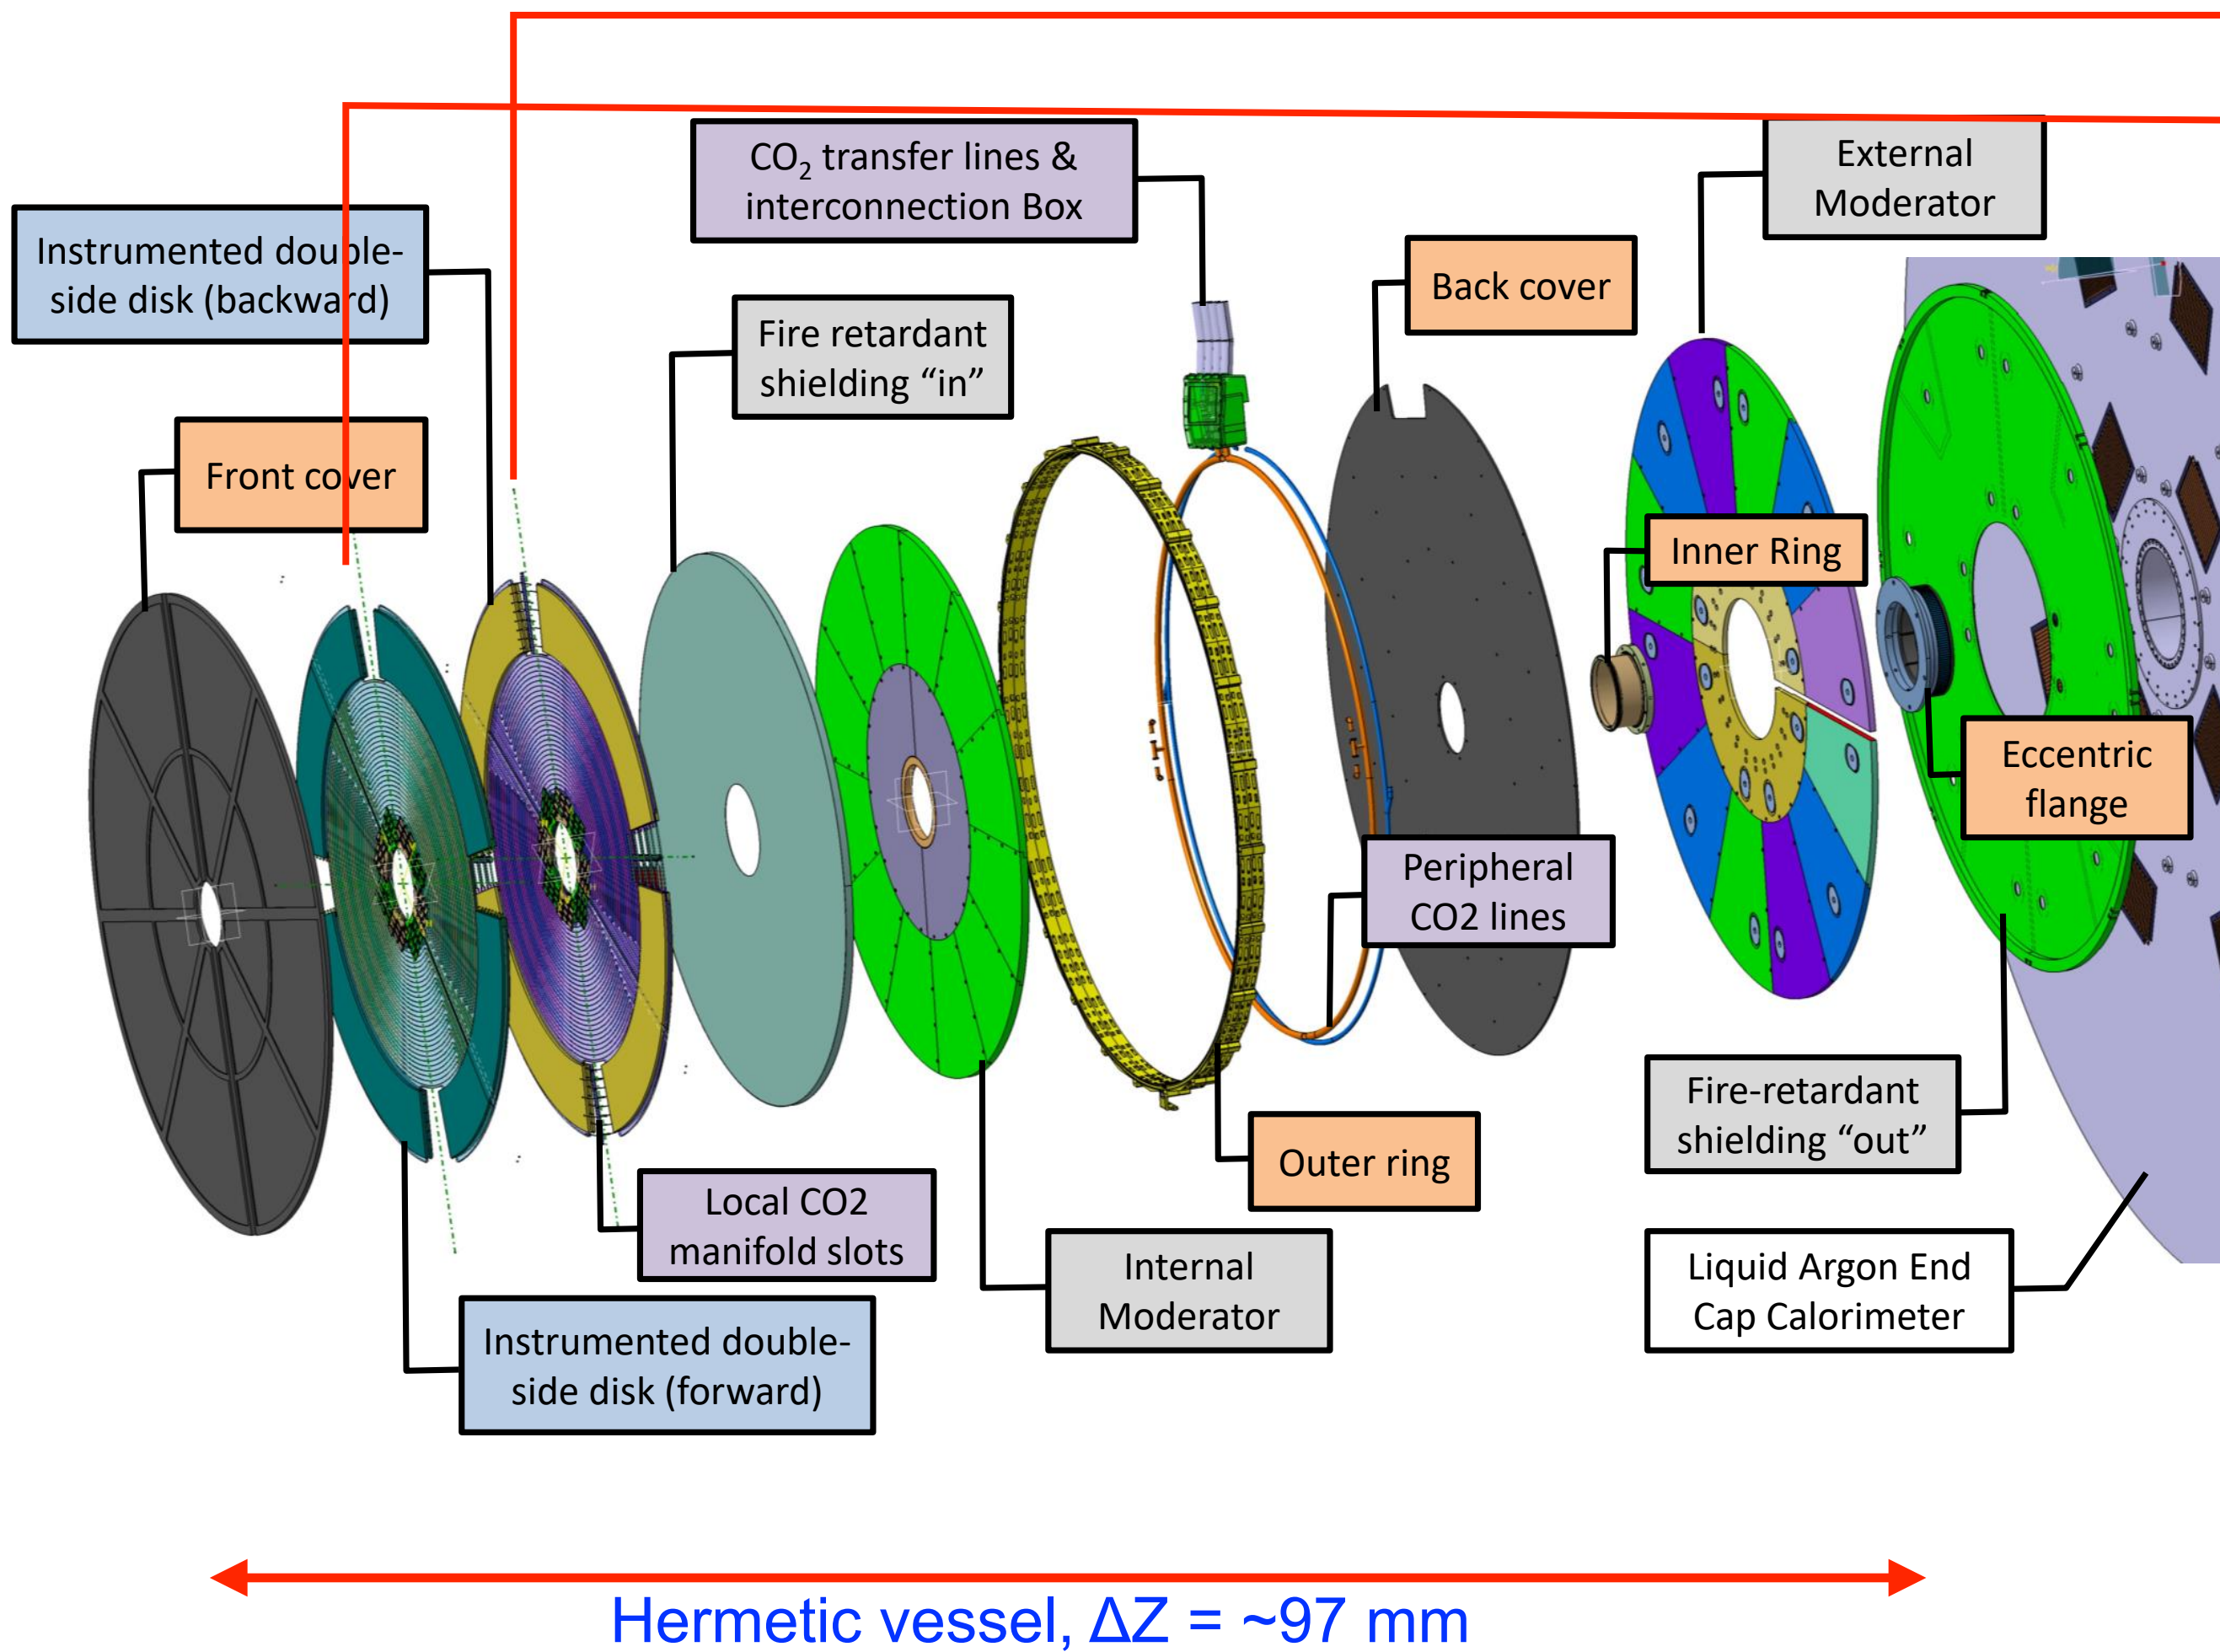 CO₂ transfer lines &
interconnection Box
External
Moderator
Instrumented double-
side disk (backward)
Back cover
Fire retardant
shielding “in”
Front cover
Inner Ring
Eccentric
flange
Peripheral
CO2 lines
Fire-retardant
shielding “out”
Outer ring
Local CO2
manifold slots
Internal
Moderator
Liquid Argon End
Cap Calorimeter
Instrumented double-
side disk (forward)
Hermetic vessel, ΔZ = ~97 mm